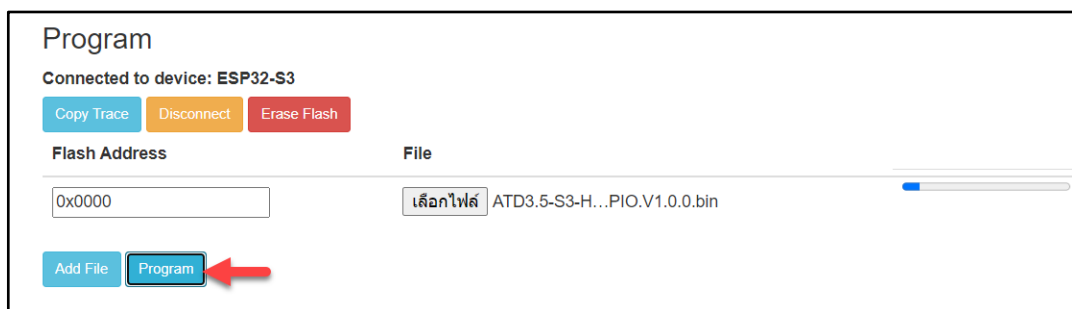 Program
Connected to device: ESP32-S3
Copy Trace Disconnect Erase Flash
Flash Address File
0x0000 เลือกไฟล์ ATD3.5-S3-H…PIO.V1.0.0.bin
Add File Program